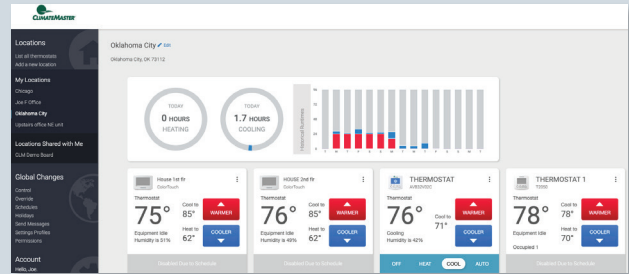 CLIMATEMASTER
Locations
List all thermostats
Add a new location
My Locations
Chicago
Joe F Office
Oklahoma City
Upstairs office NE unit
Locations Shared with Me
CLM Demo Board
Global Changes
Control
Override
Schedules
Holidays
Send Messages
Settings Profiles
Permissions
Account
Hello, Joe
Oklahoma City Edit
Oklahoma City, OK 73112
TODAY
0 HOURS
HEATING
TODAY
1.7 HOURS
COOLING
Historical Runtimes
House 1st flr
ColorTouch
Thermostat
75°
Cool to
85°
WARMER
Equipment Idle
Humidity is 51%
Heat to
62°
COOLER
Disabled Due to Schedule
HOUSE 2nd flr
ColorTouch
Thermostat
76°
Cool to
85°
WARMER
Equipment Idle
Humidity is 49%
Heat to
62°
COOLER
Disabled Due to Schedule
THERMOSTAT
Thermostat
76°
Cool to
71°
WARMER
Cooling
Humidity is 42%
COOLER
OFF HEAT COOL AUTO
THERMOSTAT 1
Thermostat
78°
Cool to
78°
WARMER
Equipment Idle
Heat to
70°
COOLER
Occupied 1
Disabled Due to Schedule